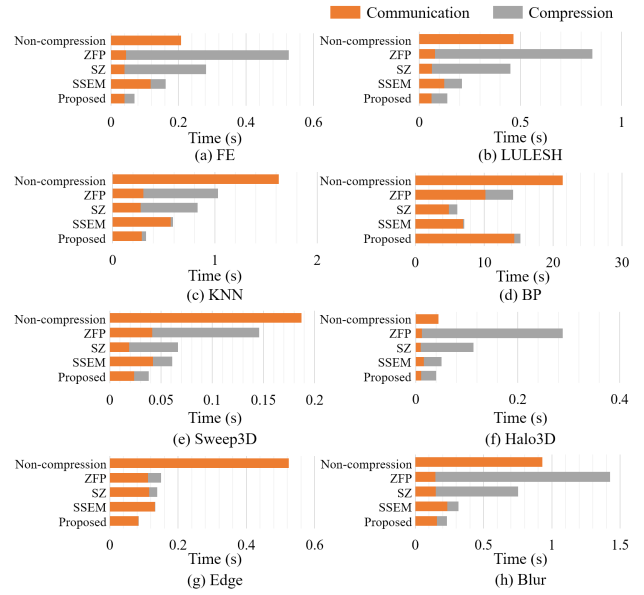 Communication Compression
Non-compression
ZFP
SZ
SSEM
Proposed
0 0.2 0.4 0.6
Time (s)
(a) FE
Non-compression
ZFP
SZ
SSEM
Proposed
0 0.5 1
Time (s)
(b) LULESH
Non-compression
ZFP
SZ
SSEM
Proposed
0 1 2
Time (s)
(c) KNN
Non-compression
ZFP
SZ
SSEM
Proposed
0 10 20 30
Time (s)
(d) BP
Non-compression
ZFP
SZ
SSEM
Proposed
0 0.05 0.1 0.15 0.2
Time (s)
(e) Sweep3D
Non-compression
ZFP
SZ
SSEM
Proposed
0 0.2 0.4
Time (s)
(f) Halo3D
Non-compression
ZFP
SZ
SSEM
Proposed
0 0.2 0.4 0.6
Time (s)
(g) Edge
Non-compression
ZFP
SZ
SSEM
Proposed
0 0.5 1 1.5
Time (s)
(h) Blur